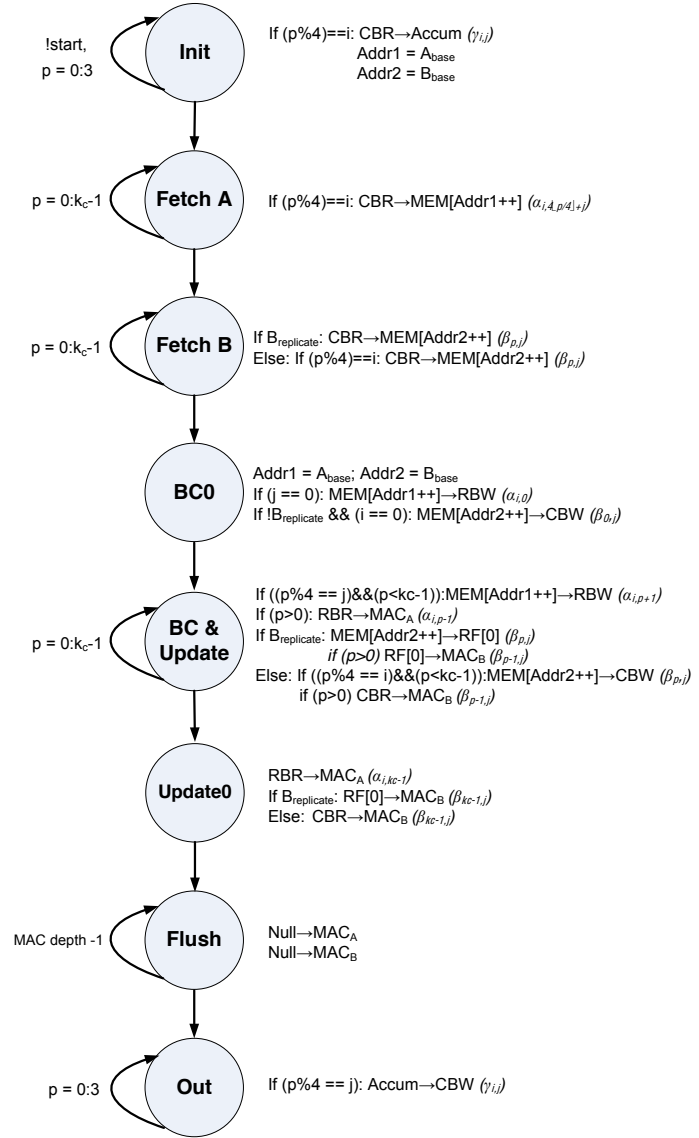 !start,
p = 0:3
Init
If (p%4)==i: CBR→Accum (γi,j)
Addr1 = Abase
Addr2 = Bbase
p = 0:kc-1
Fetch A
If (p%4)==i: CBR→MEM[Addr1++] (αi,4⌊p/4⌋+j)
p = 0:kc-1
Fetch B
If Breplicate: CBR→MEM[Addr2++] (βp,j)
Else: If (p%4)==i: CBR→MEM[Addr2++] (βp,j)
BC0
Addr1 = Abase; Addr2 = Bbase
If (j == 0): MEM[Addr1++]→RBW (αi,0)
If !Breplicate && (i == 0): MEM[Addr2++]→CBW (β0,j)
p = 0:kc-1
BC &
Update
If ((p%4 == j)&&(p<kc-1)):MEM[Addr1++]→RBW (αi,p+1)
If (p>0): RBR→MACA (αi,p-1)
If Breplicate: MEM[Addr2++]→RF[0] (βp,j)
if (p>0) RF[0]→MACB (βp-1,j)
Else: If ((p%4 == i)&&(p<kc-1)):MEM[Addr2++]→CBW (βp,j)
if (p>0) CBR→MACB (βp-1,j)
Update0
RBR→MACA (αi,kc-1)
If Breplicate: RF[0]→MACB (βkc-1,j)
Else: CBR→MACB (βkc-1,j)
MAC depth -1
Flush
Null→MACA
Null→MACB
p = 0:3
Out
If (p%4 == j): Accum→CBW (γi,j)